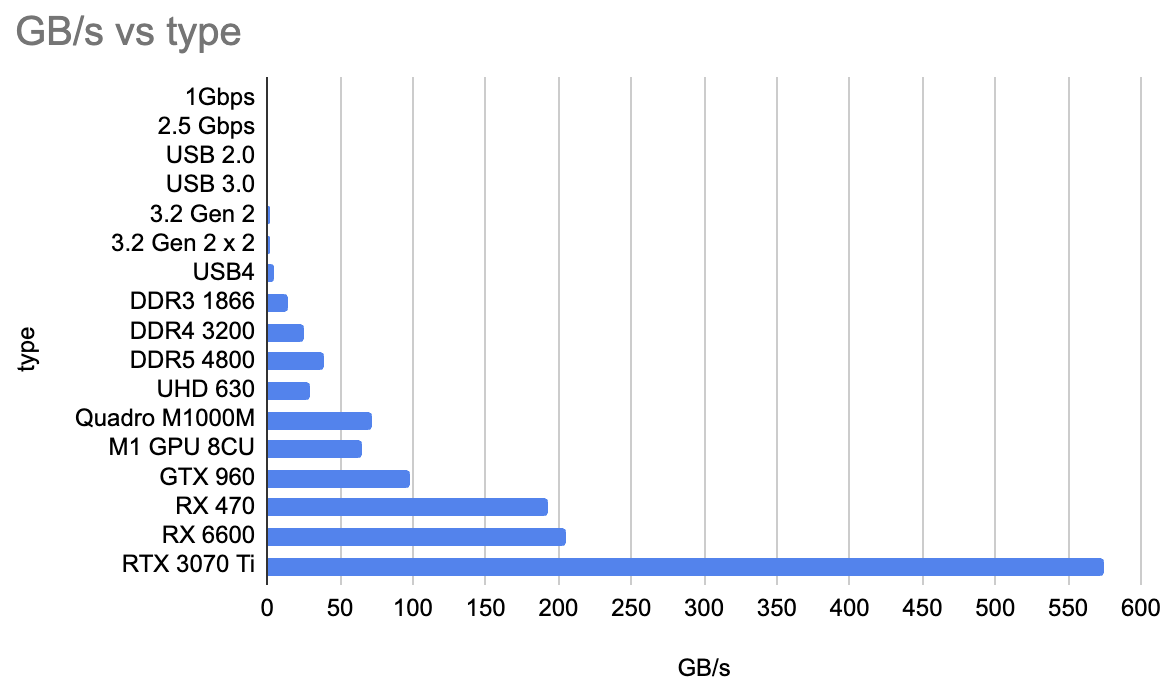 GB/s vs type
type
1Gbps
2.5 Gbps
USB 2.0
USB 3.0
3.2 Gen 2
3.2 Gen 2 x 2
USB4
DDR3 1866
DDR4 3200
DDR5 4800
UHD 630
Quadro M1000M
M1 GPU 8CU
GTX 960
RX 470
RX 6600
RTX 3070 Ti
0 50 100 150 200 250 300 350 400 450 500 550 600
GB/s